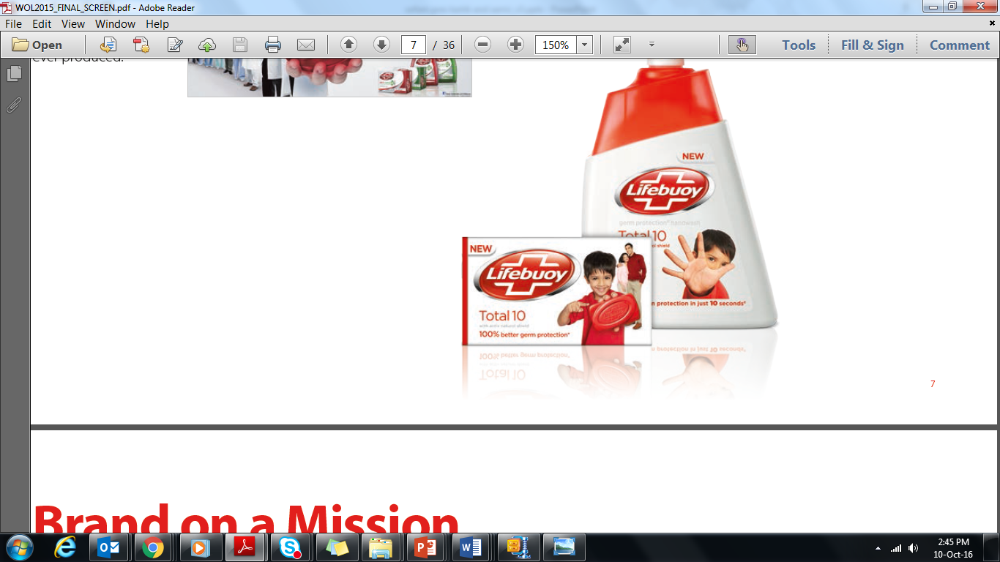 WOL2015_FINAL_SCREEN.pdf - Adobe Reader
File Edit View Window Help
Open 7 / 36 150% Tools Fill & Sign Comment
ever produced.
NEW
Lifebuoy
germ protection* handwash
Total 10
shield
n protection in just 10 seconds*
NEW
Lifebuoy
Total 10
with activ natural shield
100% better germ protection*
7
Brand on a Mission
2:45 PM
10-Oct-16